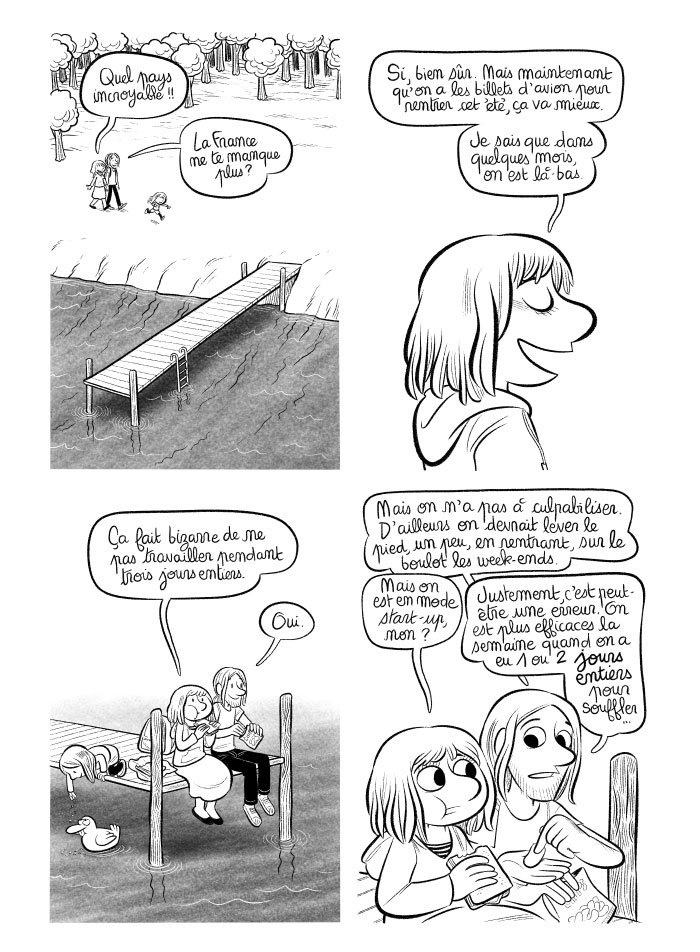 Quel pays
incroyable !!
La France
ne te manque
plus ?
Si, bien sûr. Mais maintenant
qu'on a les billets d'avion pour
rentrer cet été, ça va mieux.
Je sais que dans
quelques mois,
on est là-bas.
Ça fait bizarre de ne
pas travailler pendant
trois jours entiers.
Oui.
Mais on n'a pas à culpabiliser.
D'ailleurs on devrait lever le
pied, un peu, en rentrant, sur le
boulot les week-ends.
Mais on
est en mode
start-up,
non ?
Justement, c'est peut-
être une erreur. On
est plus efficaces la
semaine quand on a
eu 1 ou 2 jours
entiers
pour
souffler
...